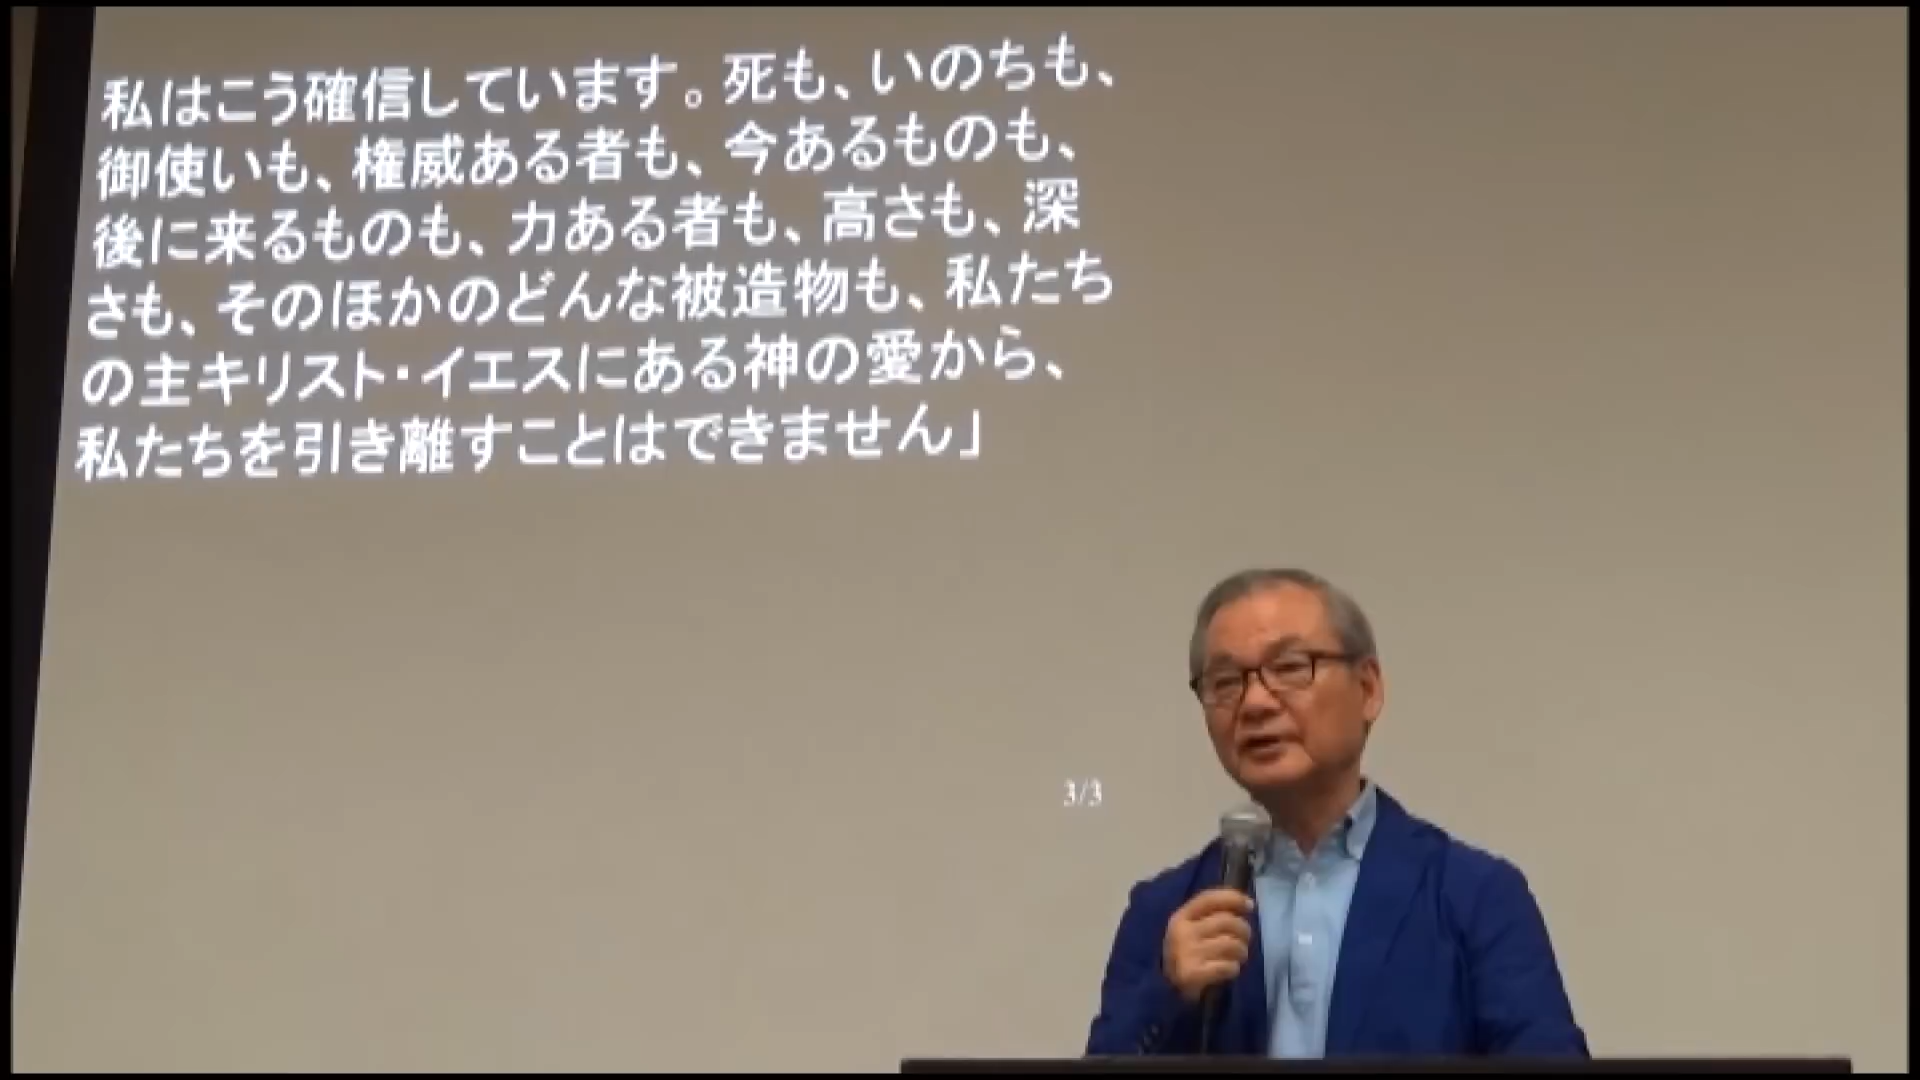 私はこう確信しています。死も、いのちも、
御使いも、権威ある者も、今あるものも、
後に来るものも、力ある者も、高さも、深
さも、そのほかのどんな被造物も、私たち
の主キリスト・イエスにある神の愛から、
私たちを引き離すことはできません」
3/3